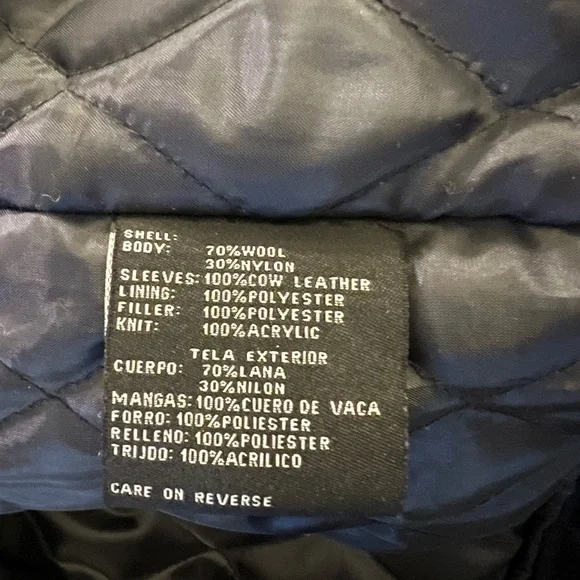 SHELL:
BODY: 70%WOOL
30%NYLON
SLEEVES: 100%COW LEATHER
LINING: 100%POLYESTER
FILLER: 100%POLYESTER
KNIT: 100%ACRYLIC
TELA EXTERIOR
CUERPO: 70%LANA
30%NILON
MANGAS: 100%CUERO DE VACA
FORRO: 100%POLIESTER
RELLENO: 100%POLIESTER
TRIJDO: 100%ACRILICO
CARE ON REVERSE